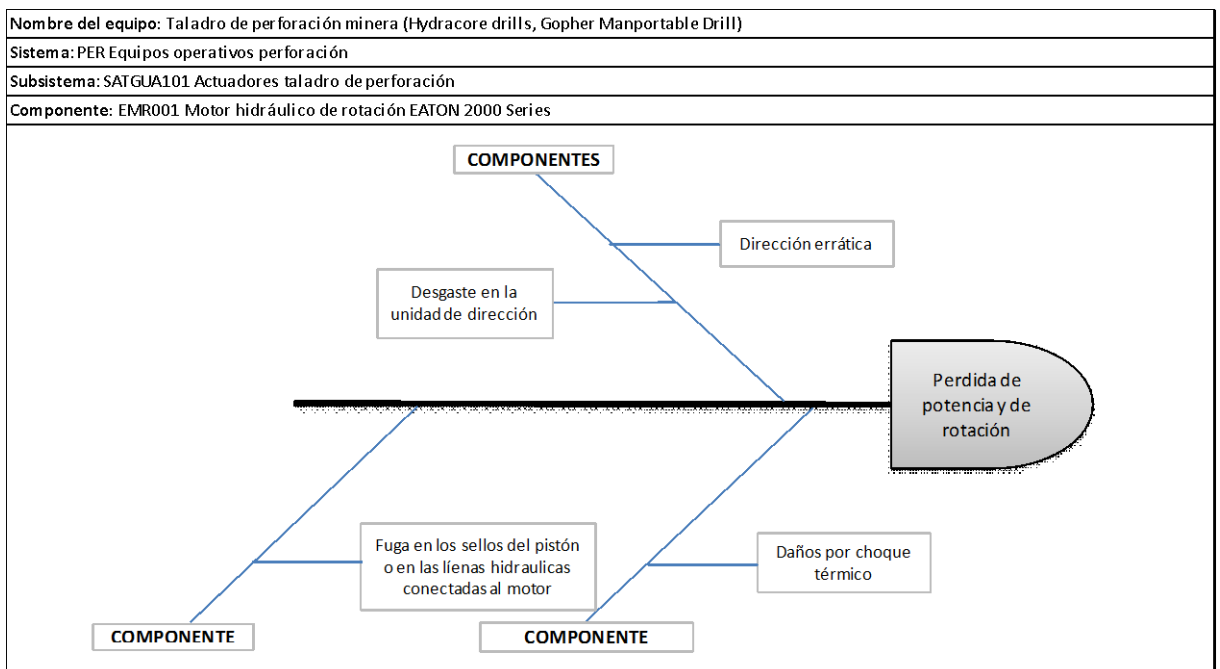 Nombre del equipo: Taladro de perforación minera (Hydracore drills, Gopher Manportable Drill)
Sistema: PER Equipos operativos perforación
Subsistema: SATGUA101 Actuadores taladro de perforación
Componente: EMR001 Motor hidráulico de rotación EATON 2000 Series
COMPONENTES
Dirección errática
Desgaste en la
unidad de dirección
Perdida de
potencia y de
rotación
Fuga en los sellos del pistón
o en las líenas hidraulicas
conectadas al motor
Daños por choque
térmico
COMPONENTE
COMPONENTE